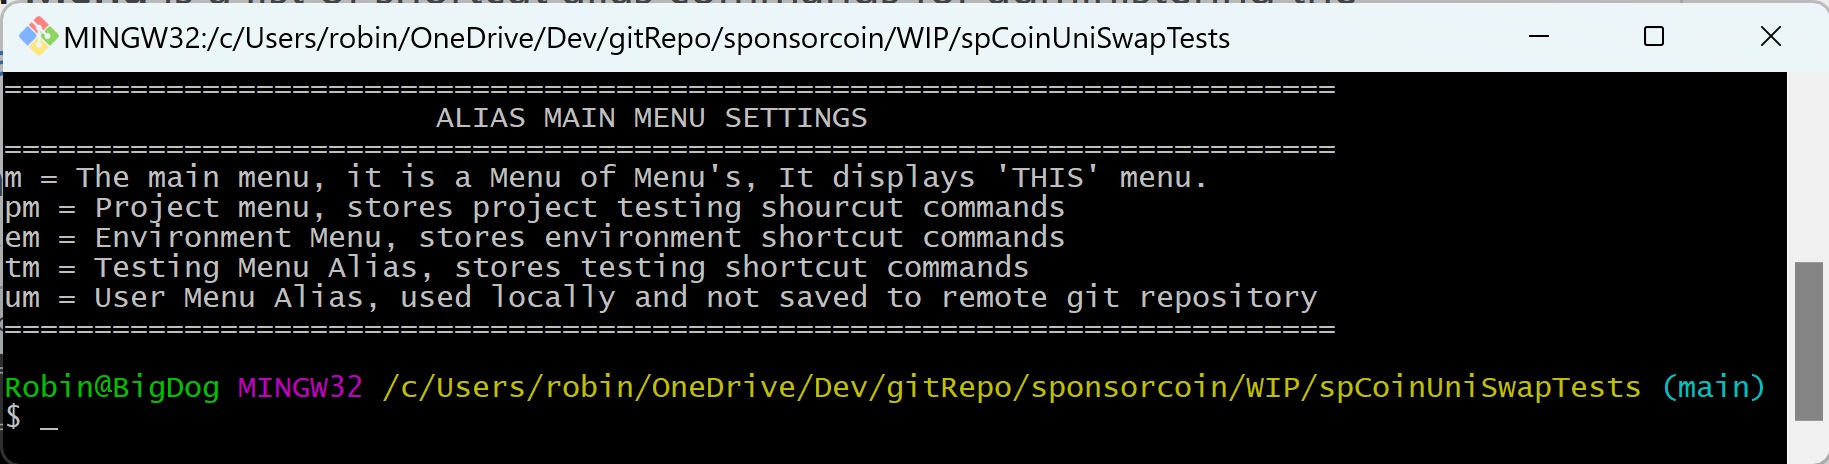 MINGW32:/c/Users/robin/OneDrive/Dev/gitRepo/sponsorcoin/WIP/spCoinUniSwapTests
==========================================================================
ALIAS MAIN MENU SETTINGS
==========================================================================
m = The main menu, it is a Menu of Menu's, It displays 'THIS' menu.
pm = Project menu, stores project testing shourcut commands
em = Environment Menu, stores environment shortcut commands
tm = Testing Menu Alias, stores testing shortcut commands
um = User Menu Alias, used locally and not saved to remote git repository
==========================================================================
Robin@BigDog MINGW32 /c/Users/robin/OneDrive/Dev/gitRepo/sponsorcoin/WIP/spCoinUniSwapTests (main)
$ _